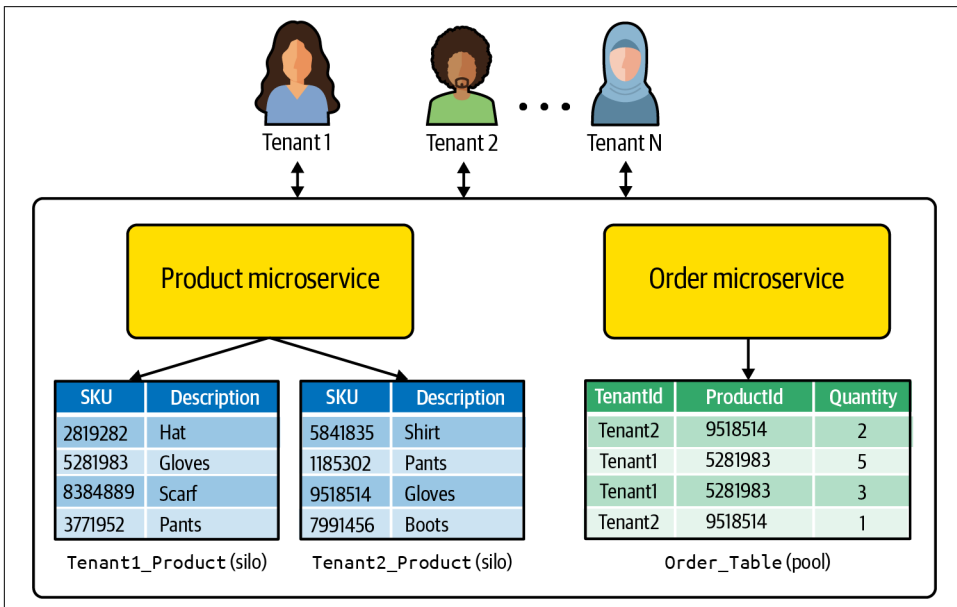 Tenant 1
Tenant 2
Tenant N
Product microservice
Order microservice
SKU Description
2819282 Hat
5281983 Gloves
8384889 Scarf
3771952 Pants
Tenant1_Product (silo)
SKU Description
5841835 Shirt
1185302 Pants
9518514 Gloves
7991456 Boots
Tenant2_Product (silo)
TenantId ProductId Quantity
Tenant2 9518514 2
Tenant1 5281983 5
Tenant1 5281983 3
Tenant2 9518514 1
Order_Table (pool)